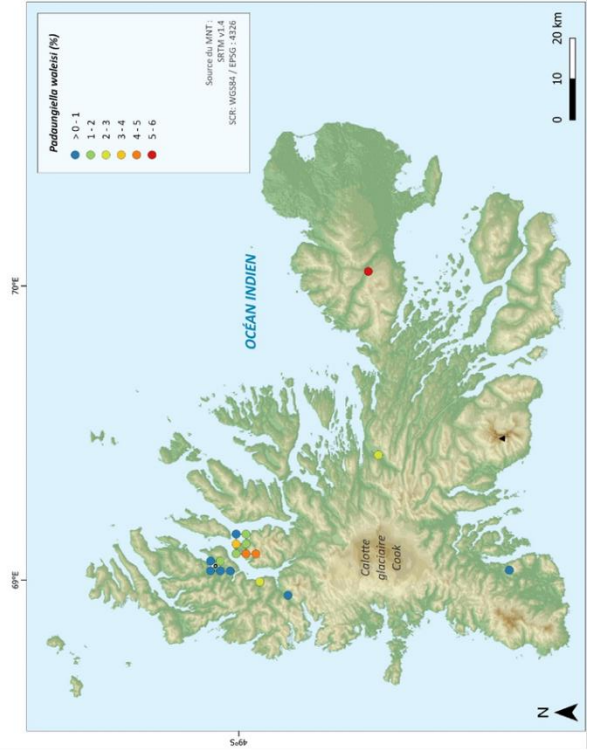 Padaungiella waleisi (%)
> 0 - 1
1 - 2
2 - 3
3 - 4
4 - 5
5 - 6
Source du MNT :
SRTM v1.4
SCR: WGS84 / EPSG : 4326
0 10 20 km
70°E
OCÉAN INDIEN
69°E
Calotte
glaciaire
Cook
49°S
N